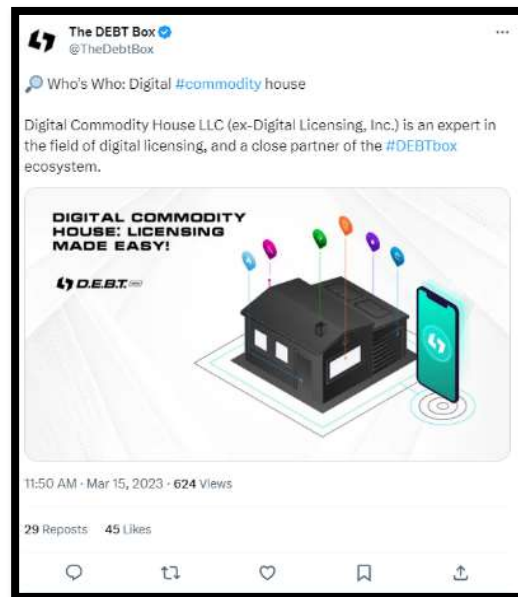 The DEBT Box
@TheDebtBox
Who's Who: Digital #commodity house
Digital Commodity House LLC (ex-Digital Licensing, Inc.) is an expert in
the field of digital licensing, and a close partner of the #DEBTbox
ecosystem.
DIGITAL COMMODITY
HOUSE: LICENSING
MADE EASY!
D.E.B.T.
11:50 AM · Mar 15, 2023 · 624 Views
29 Reposts 45 Likes